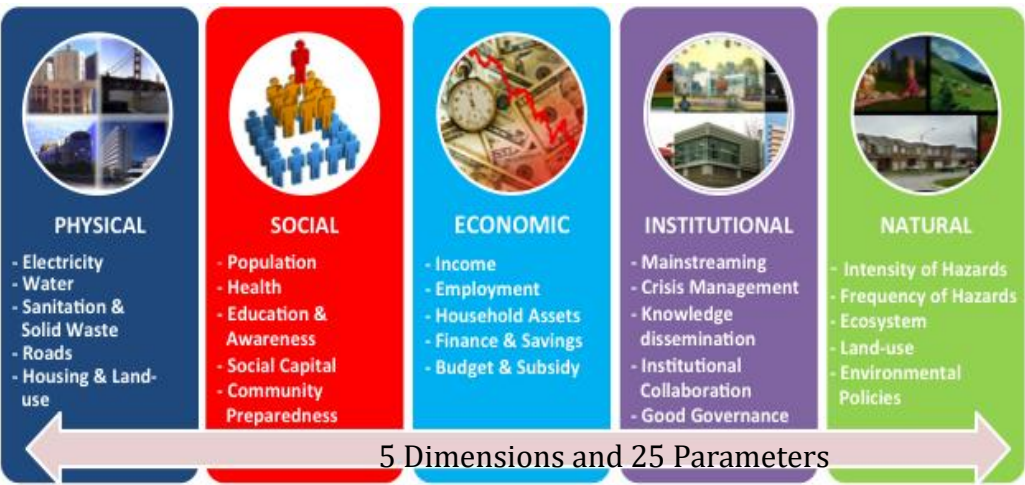 PHYSICAL
- Electricity
- Water
- Sanitation &
Solid Waste
- Roads
- Housing & Land-
use
SOCIAL
- Population
- Health
- Education &
Awareness
- Social Capital
- Community
Preparedness
ECONOMIC
- Income
- Employment
- Household Assets
- Finance & Savings
- Budget & Subsidy
INSTITUTIONAL
- Mainstreaming
- Crisis Management
- Knowledge
dissemination
- Institutional
Collaboration
- Good Governance
NATURAL
- Intensity of Hazards
- Frequency of Hazards
- Ecosystem
- Land-use
- Environmental
Policies
5 Dimensions and 25 Parameters